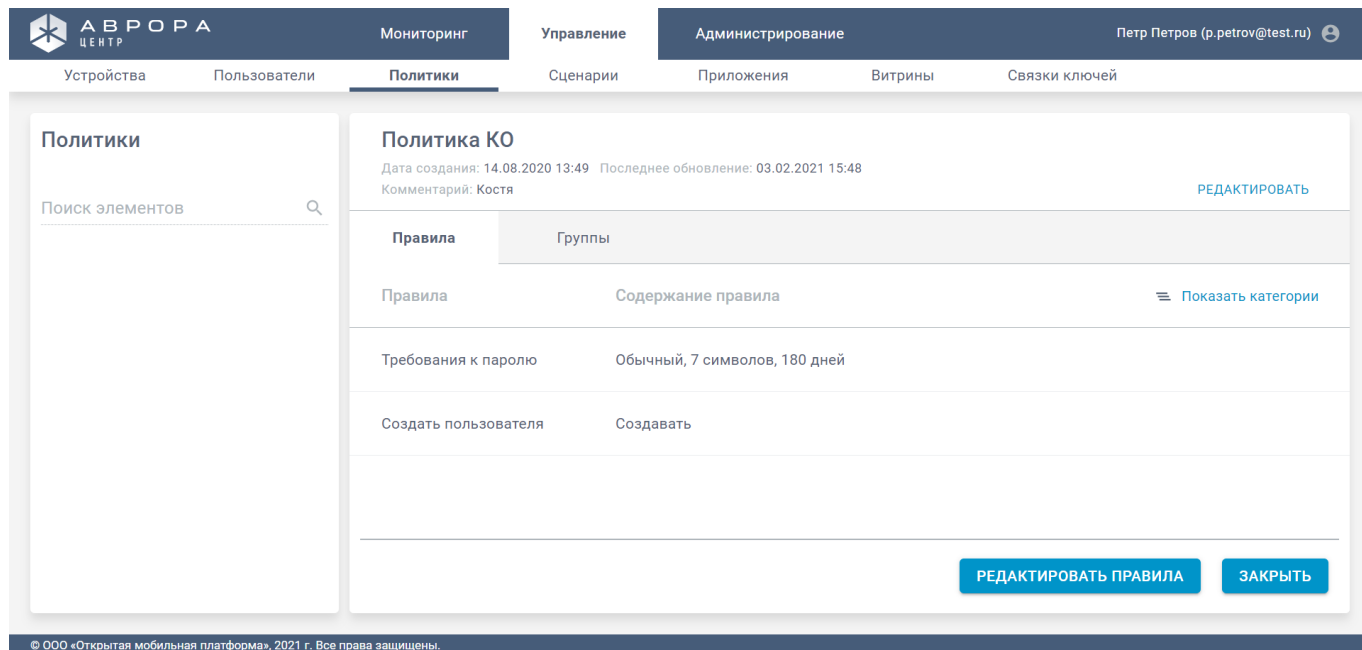 АВРОРА
ЦЕНТР
Мониторинг Управление Администрирование Петр Петров (p.petrov@test.ru)
Устройства Пользователи Политики Сценарии Приложения Витрины Связки ключей
Политики
Поиск элементов
Политика КО
Дата создания: 14.08.2020 13:49 Последнее обновление: 03.02.2021 15:48
Комментарий: Костя
РЕДАКТИРОВАТЬ
Правила Группы
Правила Содержание правила Показать категории
Требования к паролю Обычный, 7 символов, 180 дней
Создать пользователя Создавать
РЕДАКТИРОВАТЬ ПРАВИЛА ЗАКРЫТЬ
© ООО «Открытая мобильная платформа», 2021 г. Все права защищены.